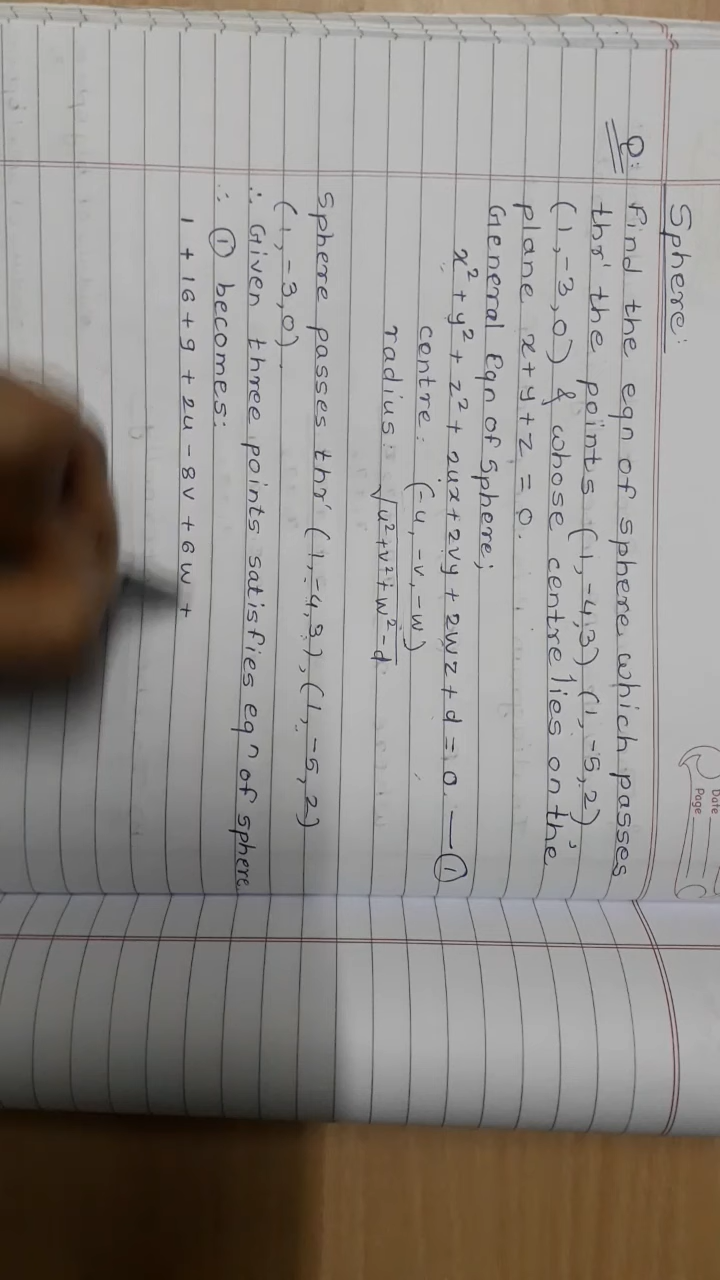 Date
Page
Sphere:
Q: Find the eqn of sphere which passes
thr' the points (1,-4,3) (1,-5,2)
(1,-3,0) & whose centre lies on the
plane x+y+z = 0.
General Eqn of sphere;
x² + y² + z² + 2ux + 2vy + 2wz + d = 0. — ①
centre: (-u, -v, -w)
radius: √u²+v²+w²-d
Sphere passes thr' (1,-4,3), (1,-5,2)
(1,-3,0).
∴ Given three points satisfies eqn of sphere
∴ ① becomes:
1 + 16 + 9 + 2u - 8v + 6w +